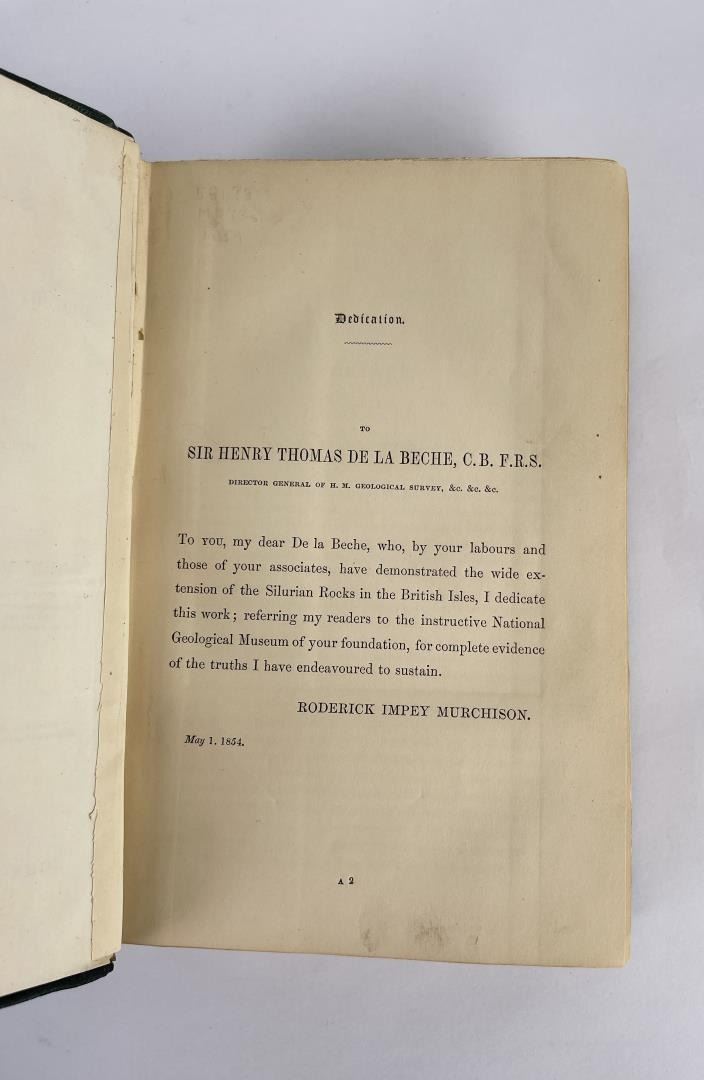 Dedication.
TO
SIR HENRY THOMAS DE LA BECHE, C.B. F.R.S.
DIRECTOR GENERAL OF H. M. GEOLOGICAL SURVEY, &c. &c. &c.
To you, my dear De la Beche, who, by your labours and
those of your associates, have demonstrated the wide ex-
tension of the Silurian Rocks in the British Isles, I dedicate
this work; referring my readers to the instructive National
Geological Museum of your foundation, for complete evidence
of the truths I have endeavoured to sustain.
RODERICK IMPEY MURCHISON.
May 1. 1854.
A 2